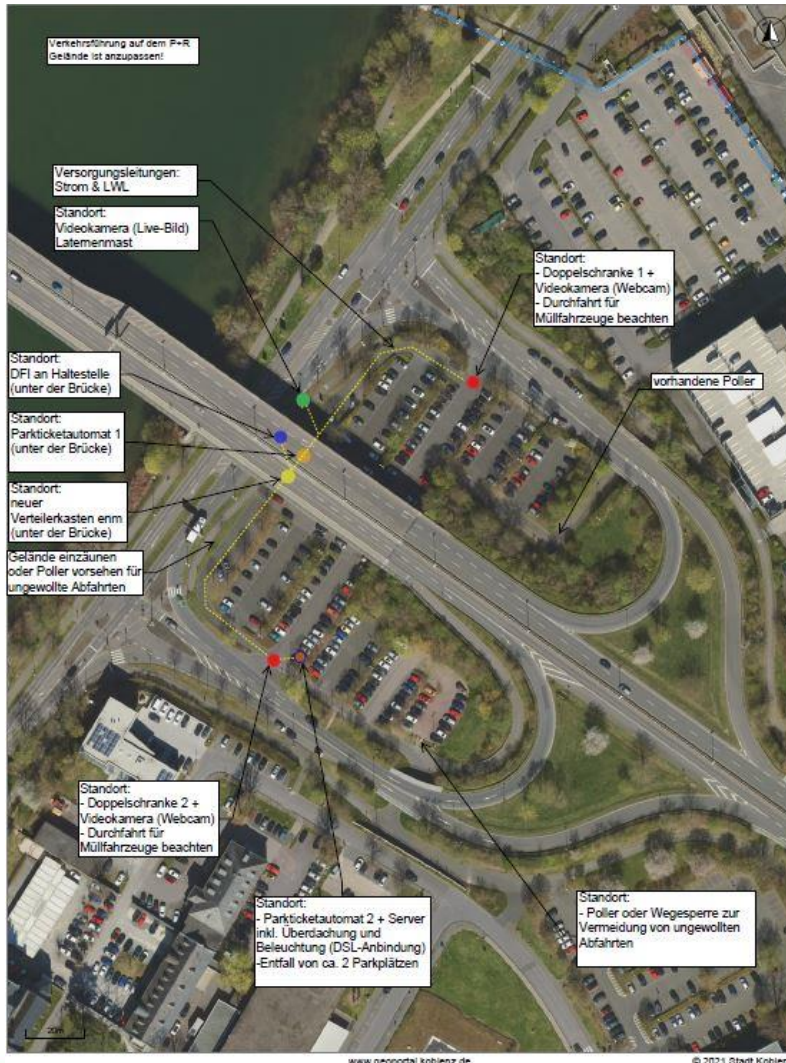 Verkehrsführung auf dem P+R
Gelände ist anzupassen!
Versorgungsleitungen:
Strom & LWL
Standort:
Videokamera (Live-Bild)
Laternenmast
Standort:
- Doppelschranke 1 +
Videokamera (Webcam)
- Durchfahrt für
Müllfahrzeuge beachten
Standort:
DFI an Haltestelle
(unter der Brücke)
vorhandene Poller
Standort:
Parkticketautomat 1
(unter der Brücke)
Standort:
neuer
Verteilerkasten enm
(unter der Brücke)
Gelände einzäunen
oder Poller vorsehen für
ungewollte Abfahrten
Standort:
- Doppelschranke 2 +
Videokamera (Webcam)
- Durchfahrt für
Müllfahrzeuge beachten
Standort:
- Parkticketautomat 2 + Server
inkl. Überdachung und
Beleuchtung (DSL-Anbindung)
-Entfall von ca. 2 Parkplätzen
Standort:
- Poller oder Wegesperre zur
Vermeidung von ungewollten
Abfahrten
20m
www.geoportal.koblenz.de
© 2021 Stadt Koblen